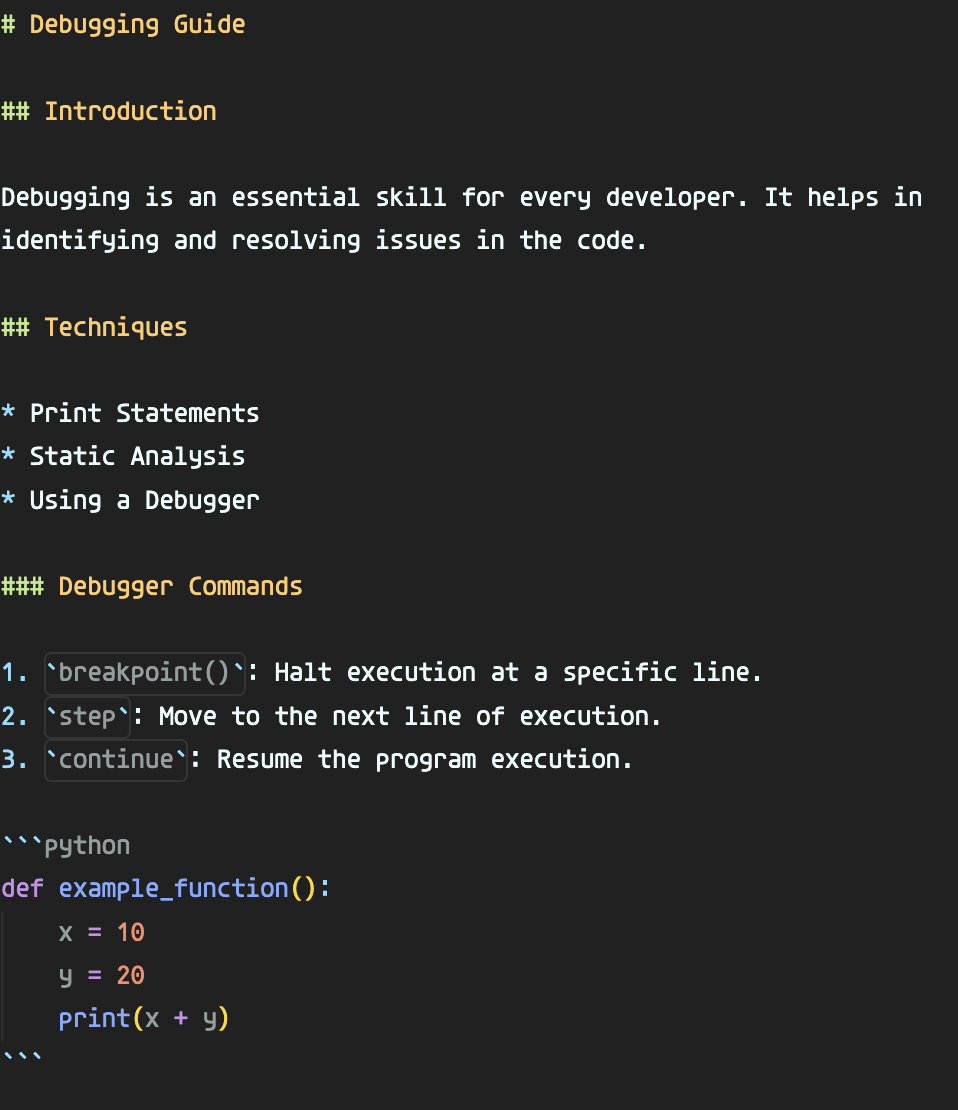 # Debugging Guide
## Introduction
Debugging is an essential skill for every developer. It helps in
identifying and resolving issues in the code.
## Techniques
* Print Statements
* Static Analysis
* Using a Debugger
### Debugger Commands
1. `breakpoint()`: Halt execution at a specific line.
2. `step`: Move to the next line of execution.
3. `continue`: Resume the program execution.
```python
def example_function():
    x = 10
    y = 20
    print(x + y)
```